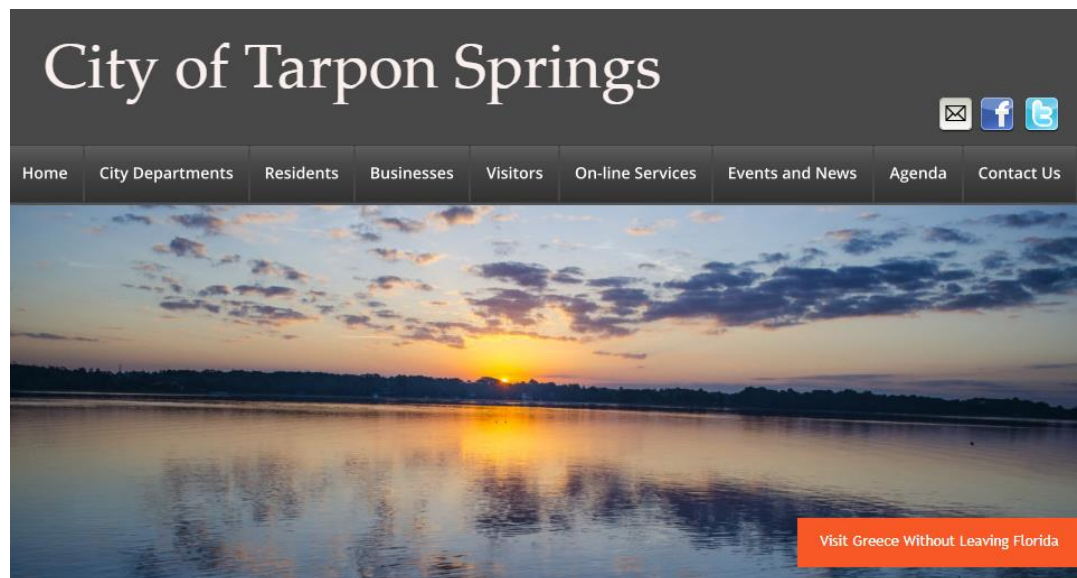 City of Tarpon Springs
Home City Departments Residents Businesses Visitors On-line Services Events and News Agenda Contact Us
Visit Greece Without Leaving Florida